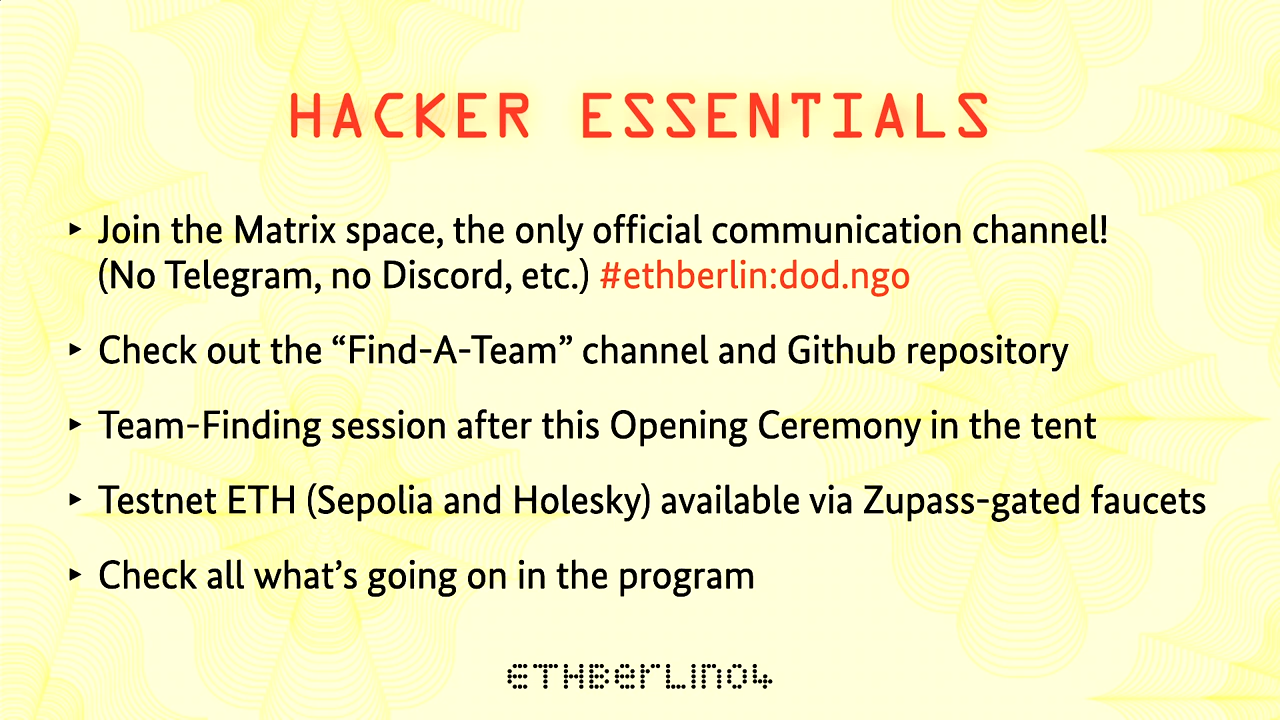 HACKER ESSENTIALS
‣ Join the Matrix space, the only official communication channel!
(No Telegram, no Discord, etc.) #ethberlin:dod.ngo
‣ Check out the “Find-A-Team” channel and Github repository
‣ Team-Finding session after this Opening Ceremony in the tent
‣ Testnet ETH (Sepolia and Holesky) available via Zupass-gated faucets
‣ Check all what’s going on in the program
ETHBerlin04